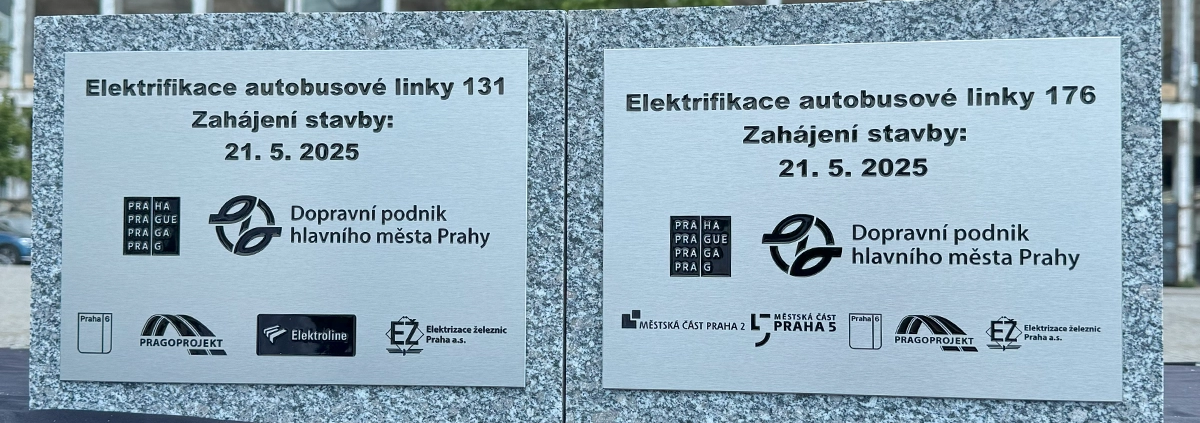 Elektrifikace autobusové linky 131
Zahájení stavby:
21. 5. 2025
PRA HA
PRA GUE
PRA GA
PRA G
Dopravní podnik
hlavního města Prahy
Praha 6
PRAGOPROJEKT
Elektroline
EŽ
Elektrizace železnic
Praha a.s.
Elektrifikace autobusové linky 176
Zahájení stavby:
21. 5. 2025
PRA HA
PRA GUE
PRA GA
PRA G
Dopravní podnik
hlavního města Prahy
MĚSTSKÁ ČÁST PRAHA 2
MĚSTSKÁ ČÁST
PRAHA 5
Praha 6
PRAGOPROJEKT
EŽ
Elektrizace železnic
Praha a.s.